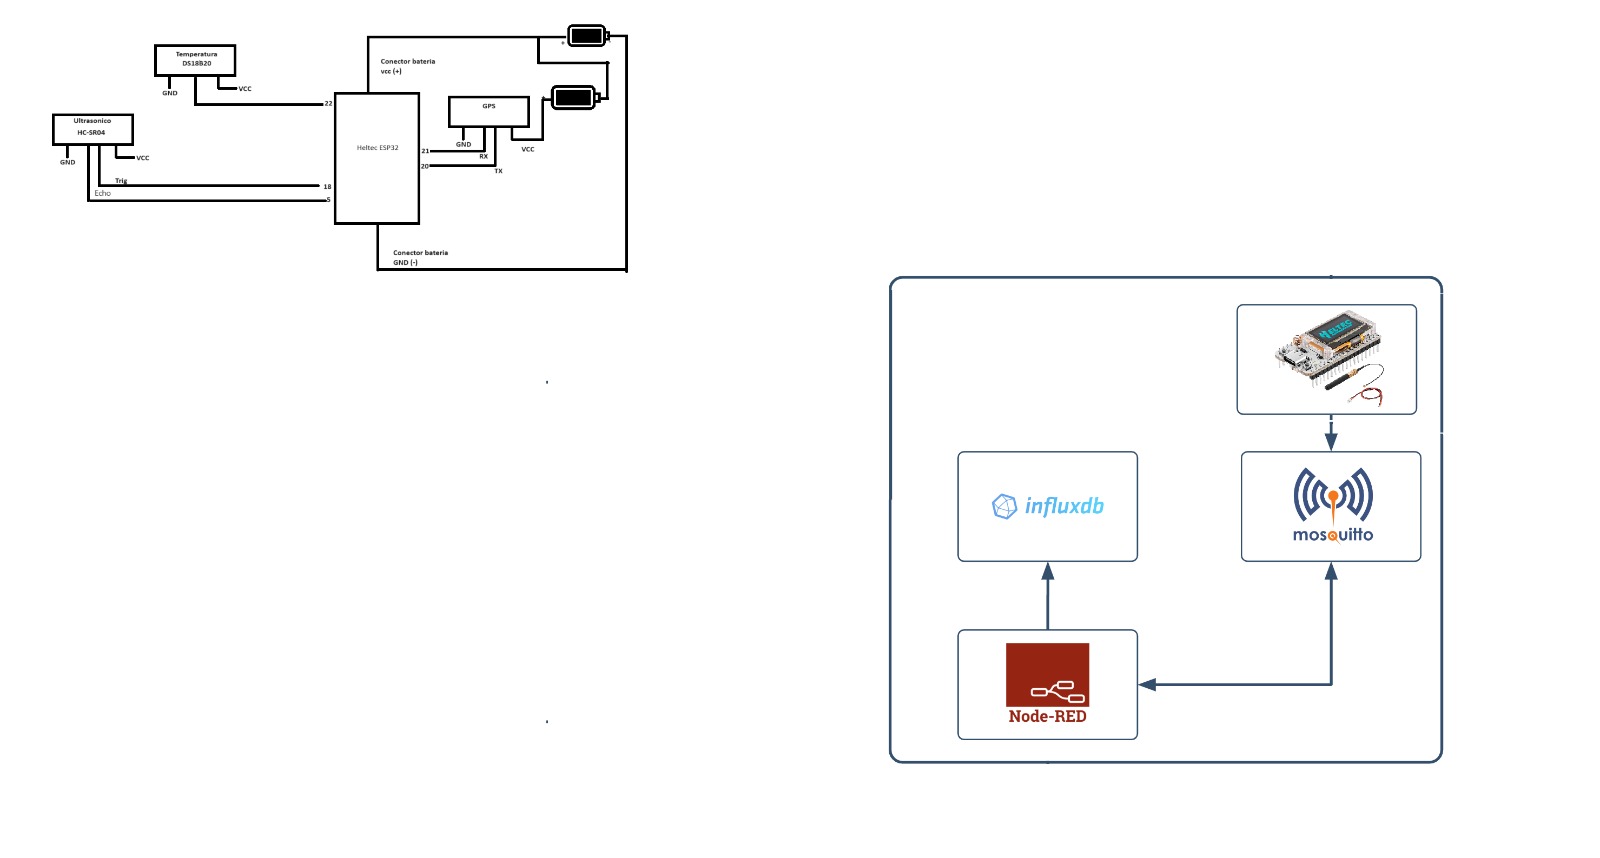 Temperatura
DS18B20
GND
VCC
22
Ultrasonico
HC-SR04
GND
VCC
Trig
Echo
18
5
Conector bateria
vcc (+)
Heltec ESP32
GPS
GND
RX
TX
VCC
21
20
+
Conector bateria
GND (-)
HELTEC
influxdb
mosquitto
Node-RED